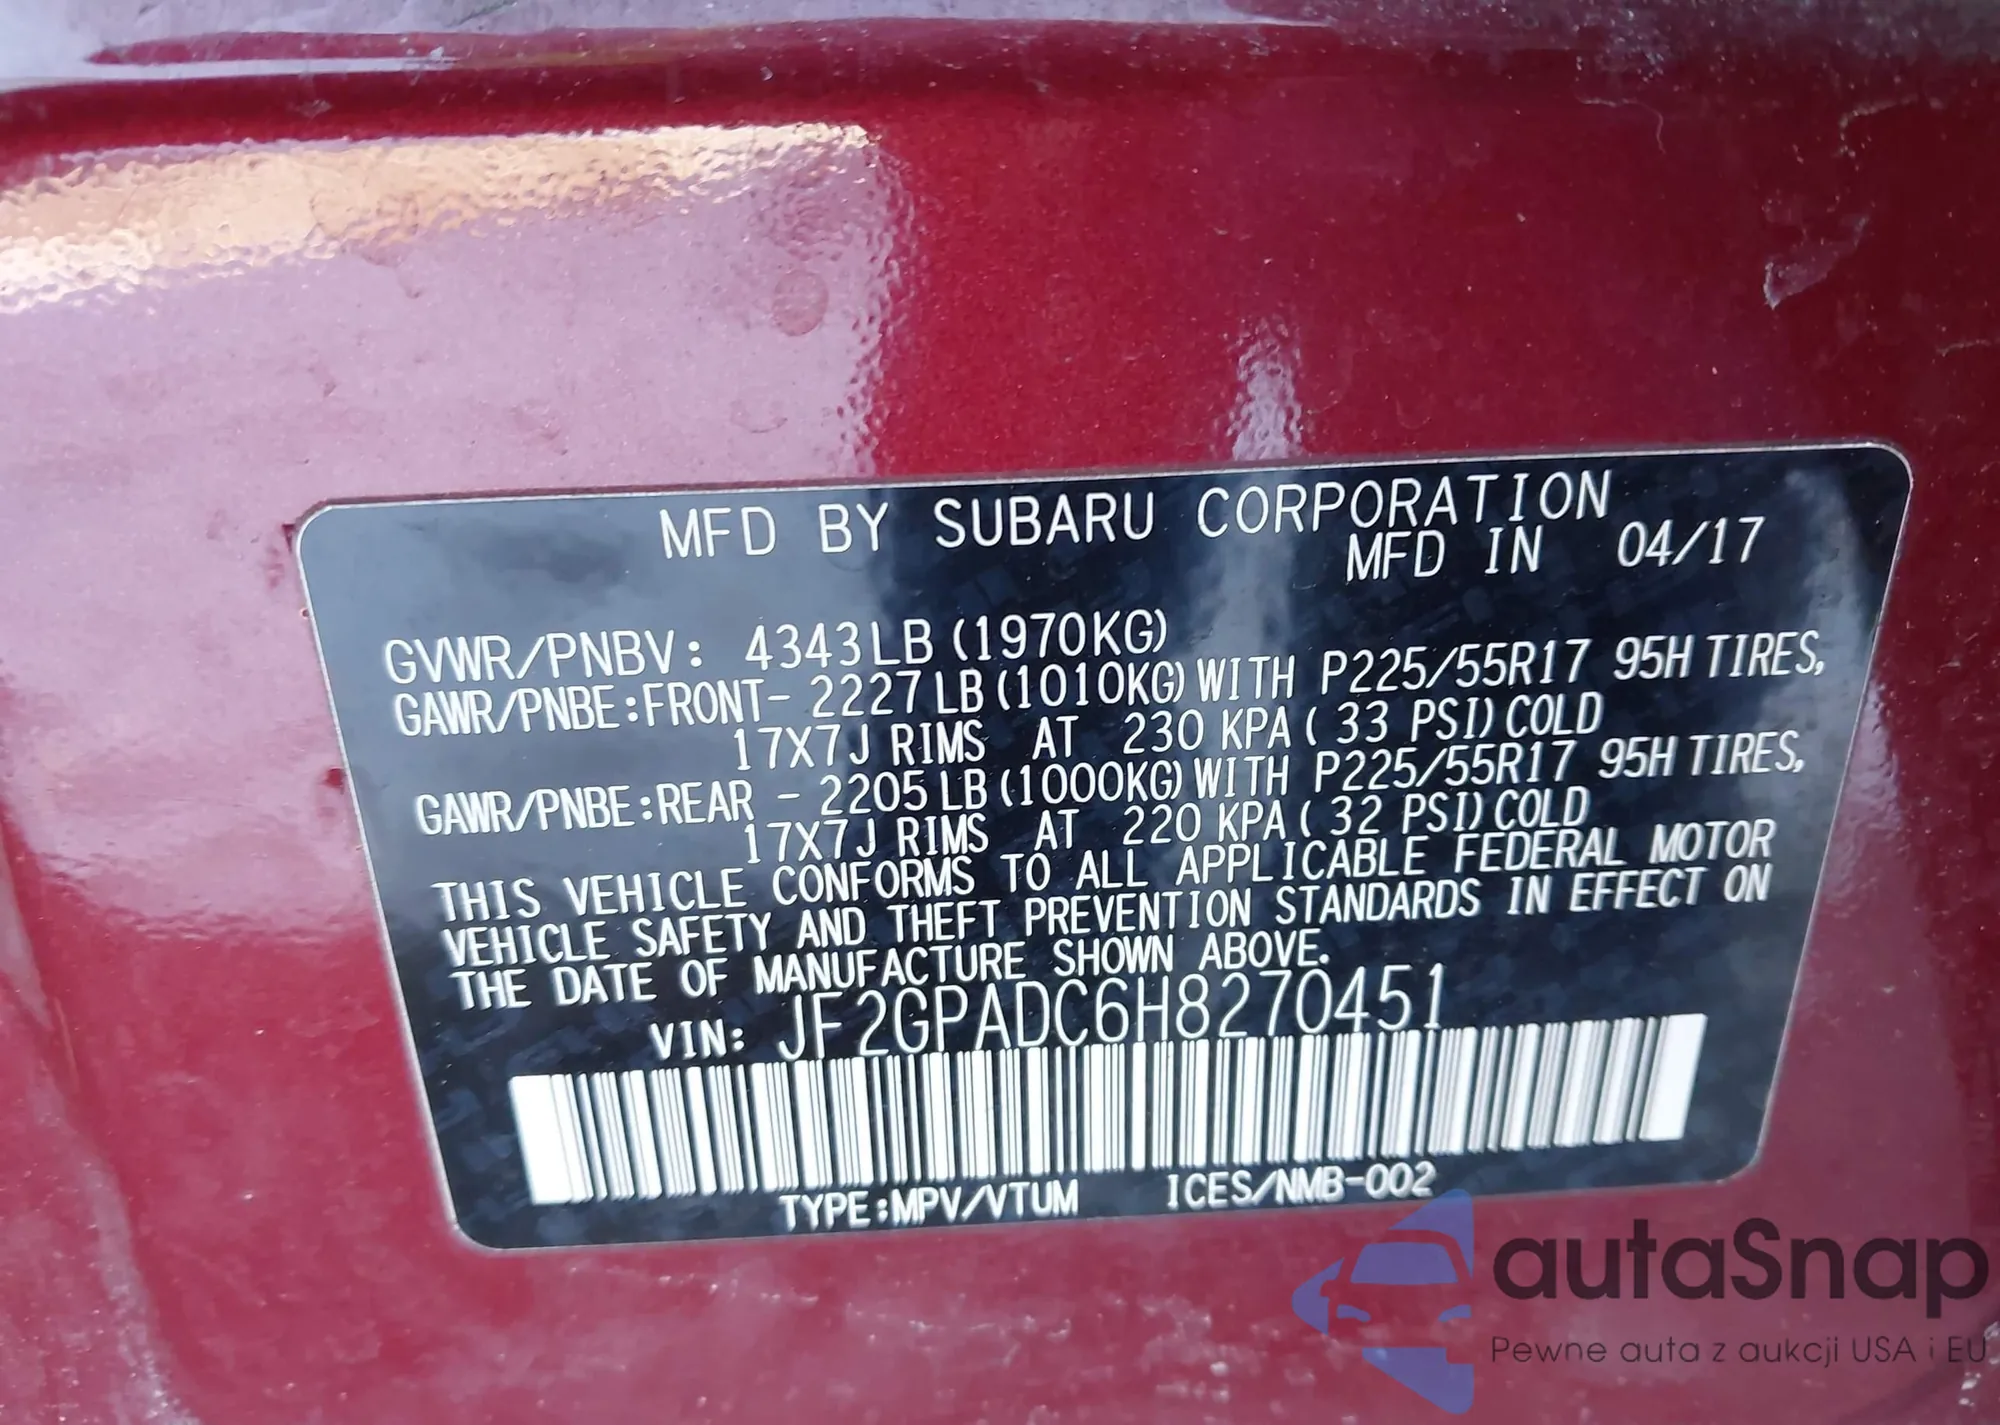 MFD BY SUBARU CORPORATION
MFD IN 04/17
GVWR/PNBV: 4343LB (1970KG)
GAWR/PNBE:FRONT- 2227 LB (1010KG) WITH P225/55R17 95H TIRES,
17X7J RIMS AT 230 KPA ( 33 PSI) COLD
GAWR/PNBE:REAR - 2205 LB (1000KG) WITH P225/55R17 95H TIRES,
17X7J RIMS AT 220 KPA ( 32 PSI) COLD
THIS VEHICLE CONFORMS TO ALL APPLICABLE FEDERAL MOTOR
VEHICLE SAFETY AND THEFT PREVENTION STANDARDS IN EFFECT ON
THE DATE OF MANUFACTURE SHOWN ABOVE.
VIN: JF2GPADC6H8270451
TYPE:MPV/VTUM ICES/NMB-002
autaSnap
Pewne auta z aukcji USA i EU